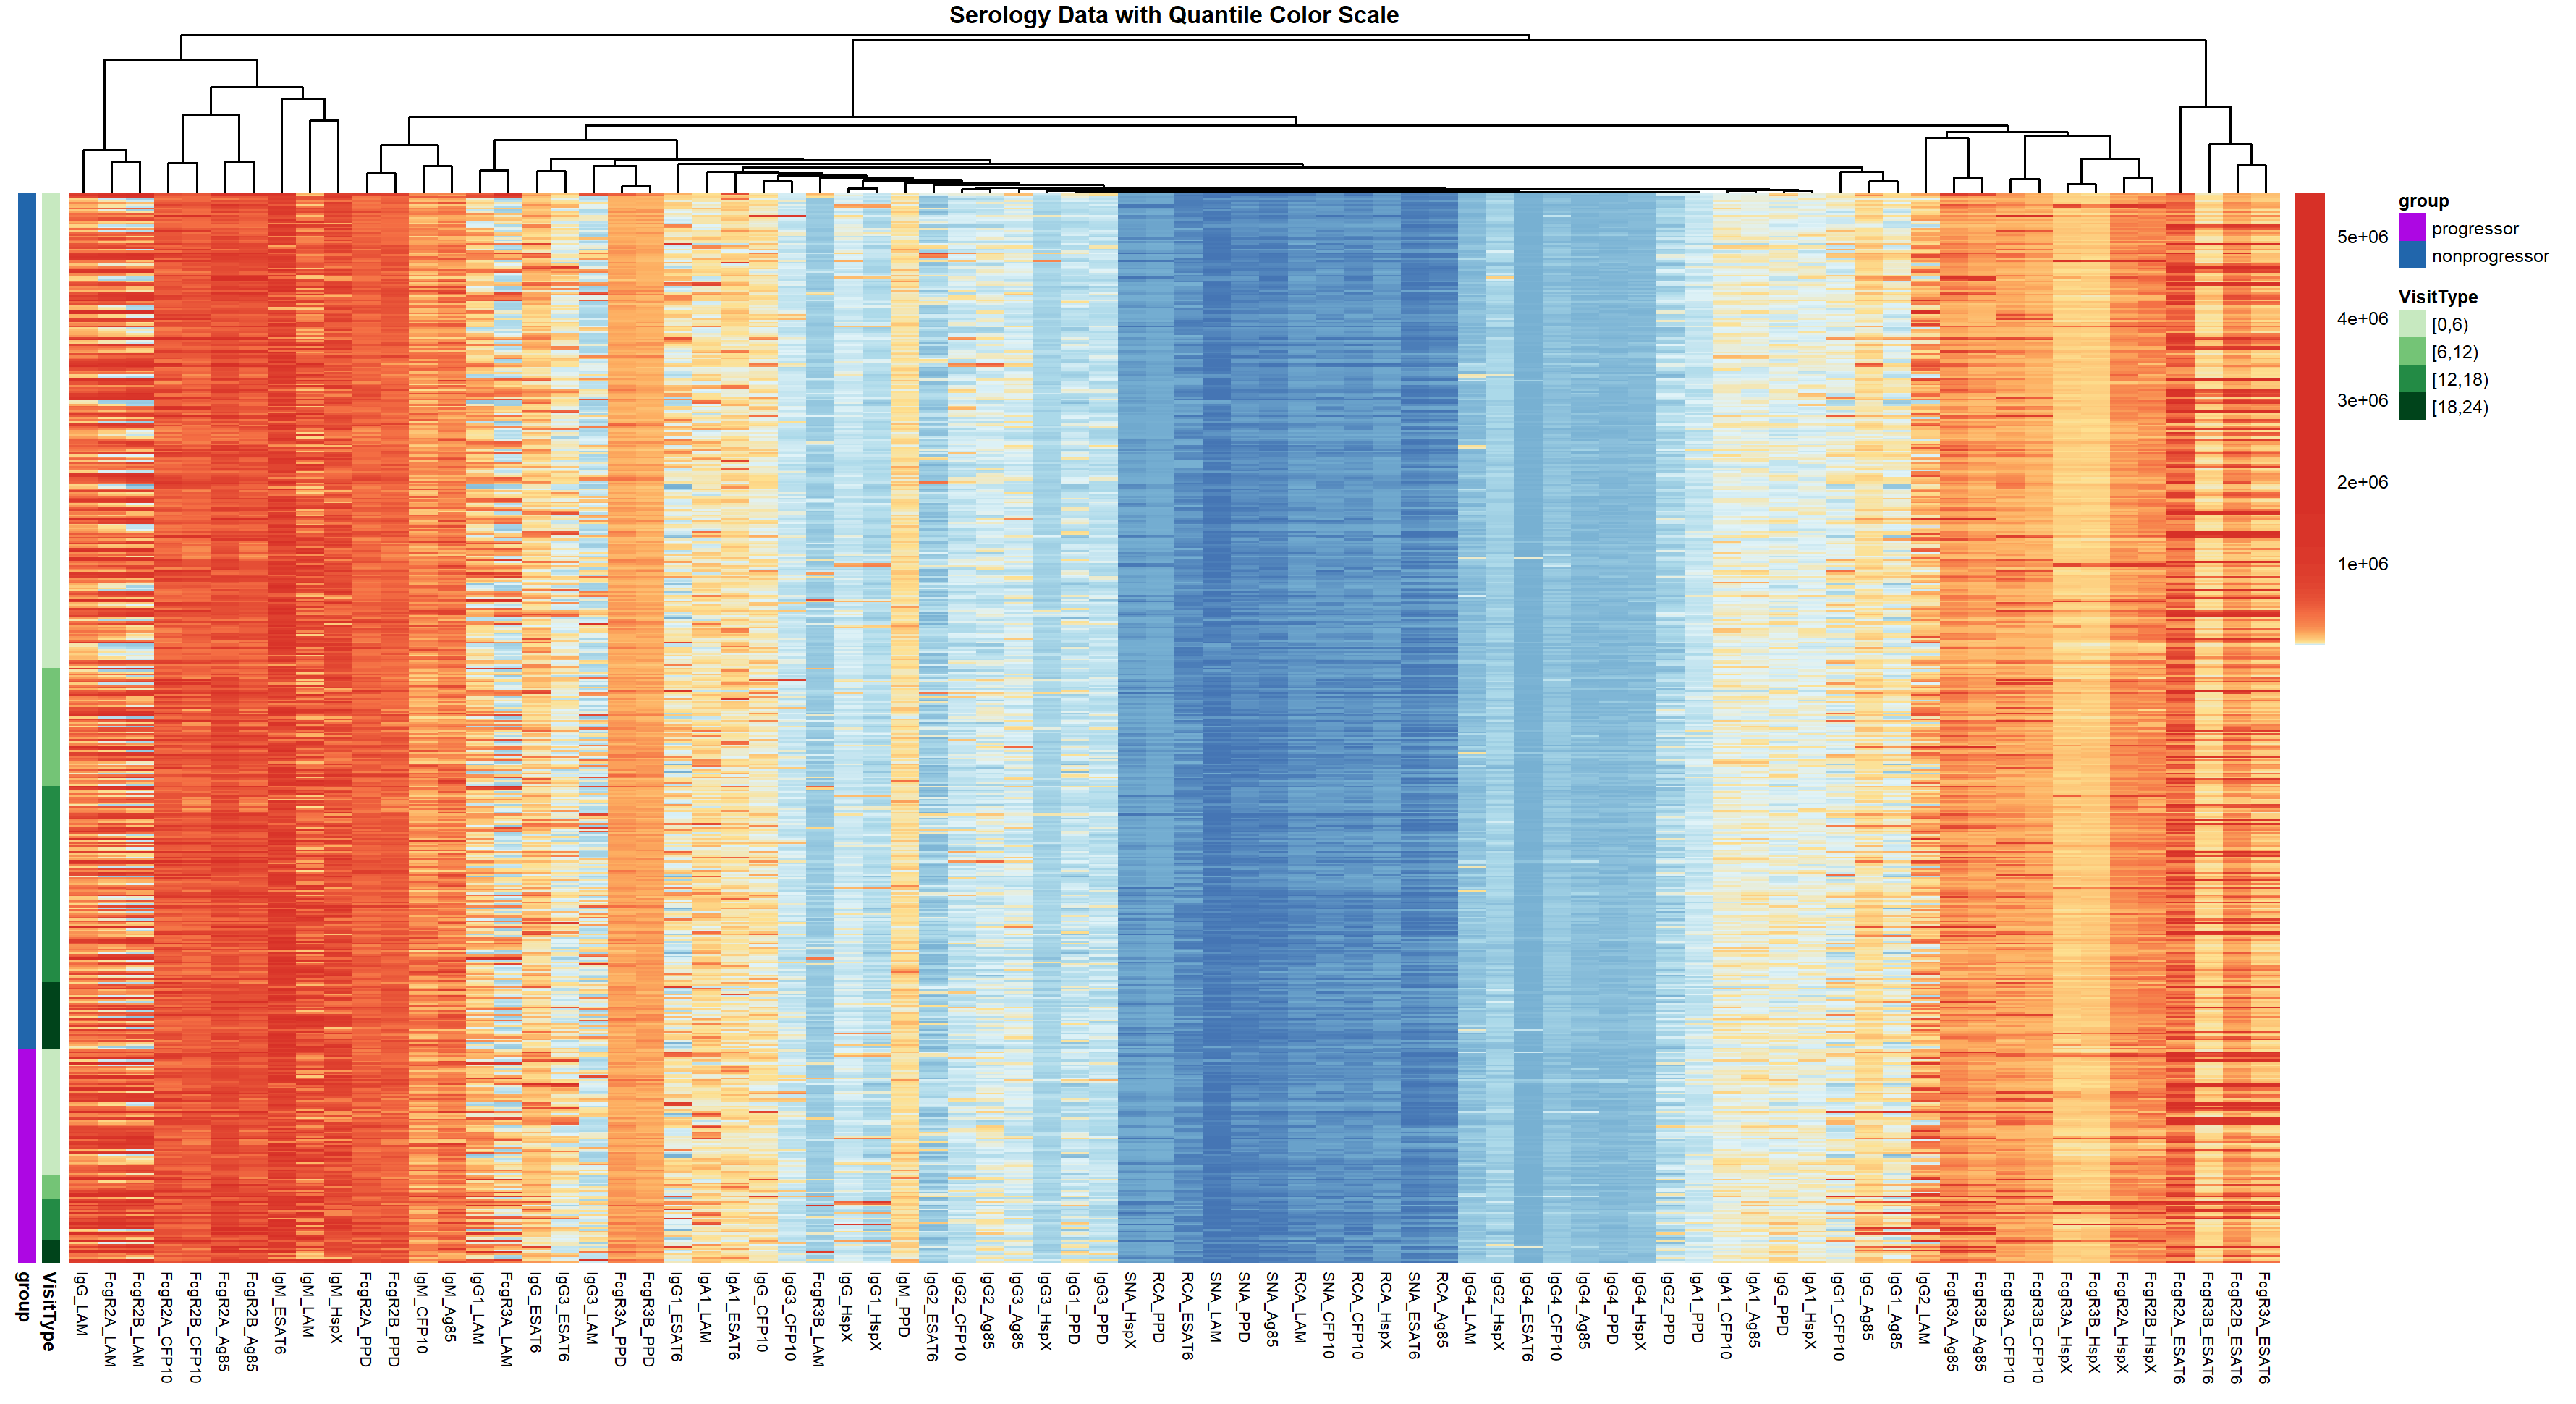 Serology Data with Quantile Color Scale
5e+06
4e+06
3e+06
2e+06
1e+06
group
progressor
nonprogressor
VisitType
[0,6)
[6,12)
[12,18)
[18,24)
group
VisitType
IgG_LAM
FcgR2A_LAM
FcgR2B_LAM
FcgR2A_CFP10
FcgR2B_CFP10
FcgR2A_Ag85
FcgR2B_Ag85
IgM_ESAT6
IgM_LAM
IgM_HspX
FcgR2A_PPD
FcgR2B_PPD
IgM_CFP10
IgM_Ag85
IgG1_LAM
FcgR3A_LAM
IgG_ESAT6
IgG3_ESAT6
IgG3_LAM
FcgR3A_PPD
FcgR3B_PPD
IgG1_ESAT6
IgA1_LAM
IgA1_ESAT6
IgG_CFP10
IgG3_CFP10
FcgR3B_LAM
IgG_HspX
IgG1_HspX
IgM_PPD
IgG2_ESAT6
IgG2_CFP10
IgG2_Ag85
IgG3_Ag85
IgG3_HspX
IgG1_PPD
IgG3_PPD
SNA_HspX
RCA_PPD
RCA_ESAT6
SNA_LAM
SNA_PPD
SNA_Ag85
RCA_LAM
SNA_CFP10
RCA_CFP10
RCA_HspX
SNA_ESAT6
RCA_Ag85
IgG4_LAM
IgG2_HspX
IgG4_ESAT6
IgG4_CFP10
IgG4_Ag85
IgG4_PPD
IgG4_HspX
IgG2_PPD
IgA1_PPD
IgA1_CFP10
IgA1_Ag85
IgG_PPD
IgA1_HspX
IgG1_CFP10
IgG_Ag85
IgG1_Ag85
IgG2_LAM
FcgR3A_Ag85
FcgR3B_Ag85
FcgR3A_CFP10
FcgR3B_CFP10
FcgR3A_HspX
FcgR3B_HspX
FcgR2A_HspX
FcgR2B_HspX
FcgR2A_ESAT6
FcgR3B_ESAT6
FcgR2B_ESAT6
FcgR3A_ESAT6